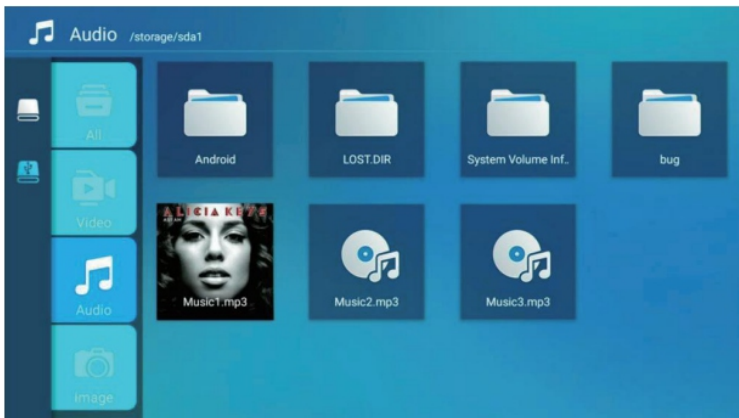 Audio /storage/sda1
All
Video
Audio
image
Android
LOST.DIR
System Volume Inf..
bug
ALICIA KEYS
Music1.mp3
Music2.mp3
Music3.mp3